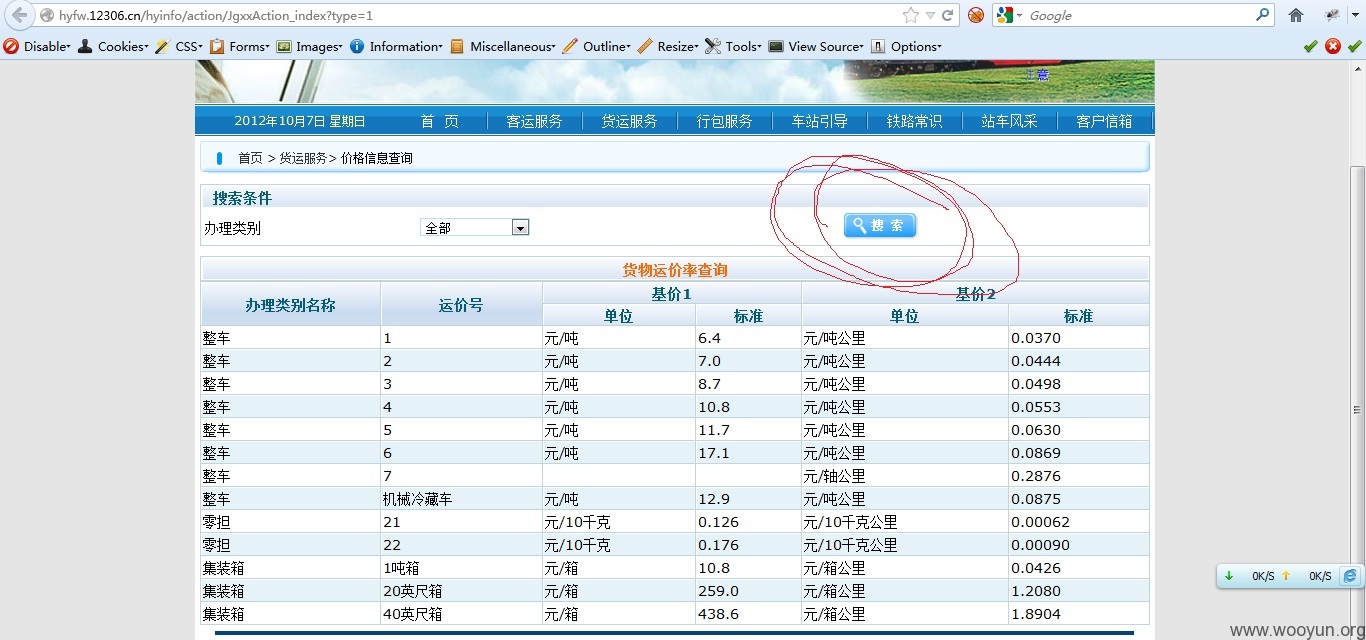 hyfw.12306.cn/hyinfo/action/JgxxAction_index?type=1
Google
Disable Cookies CSS Forms Images Information Miscellaneous Outline Resize Tools View Source Options
注意
2012年10月7日 星期日 首 页 客运服务 货运服务 行包服务 车站引导 铁路常识 站车风采 客户信箱
首页 > 货运服务> 价格信息查询
搜索条件
办理类别 全部 搜 索
货物运价率查询
办理类别名称 运价号 基价1 基价2
单位 标准 单位 标准
整车 1 元/吨 6.4 元/吨公里 0.0370
整车 2 元/吨 7.0 元/吨公里 0.0444
整车 3 元/吨 8.7 元/吨公里 0.0498
整车 4 元/吨 10.8 元/吨公里 0.0553
整车 5 元/吨 11.7 元/吨公里 0.0630
整车 6 元/吨 17.1 元/吨公里 0.0869
整车 7 元/轴公里 0.2876
整车 机械冷藏车 元/吨 12.9 元/吨公里 0.0875
零担 21 元/10千克 0.126 元/10千克公里 0.00062
零担 22 元/10千克 0.176 元/10千克公里 0.00090
集装箱 1吨箱 元/箱 10.8 元/箱公里 0.0426
集装箱 20英尺箱 元/箱 259.0 元/箱公里 1.2080
集装箱 40英尺箱 元/箱 438.6 元/箱公里 1.8904
0K/S 0K/S
www.wooyun.org